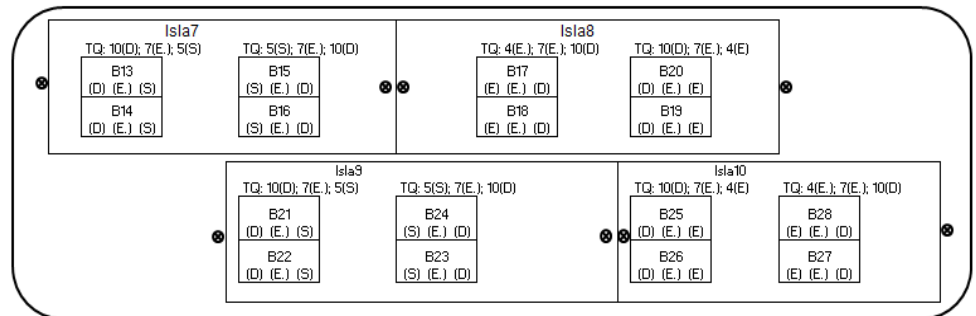 Isla7
TQ: 10(D); 7(E.); 5(S)
B13
(D) (E.) (S)
B14
(D) (E.) (S)
TQ: 5(S); 7(E.); 10(D)
B15
(S) (E.) (D)
B16
(S) (E.) (D)
Isla8
TQ: 4(E.); 7(E.); 10(D)
B17
(E) (E.) (D)
B18
(E) (E.) (D)
TQ: 10(D); 7(E.); 4(E)
B20
(D) (E.) (E)
B19
(D) (E.) (E)
Isla9
TQ: 10(D); 7(E.); 5(S)
B21
(D) (E.) (S)
B22
(D) (E.) (S)
TQ: 5(S); 7(E.); 10(D)
B24
(S) (E.) (D)
B23
(S) (E.) (D)
Isla10
TQ: 10(D); 7(E.); 4(E)
B25
(D) (E.) (E)
B26
(D) (E.) (E)
TQ: 4(E.); 7(E.); 10(D)
B28
(E) (E.) (D)
B27
(E) (E.) (D)